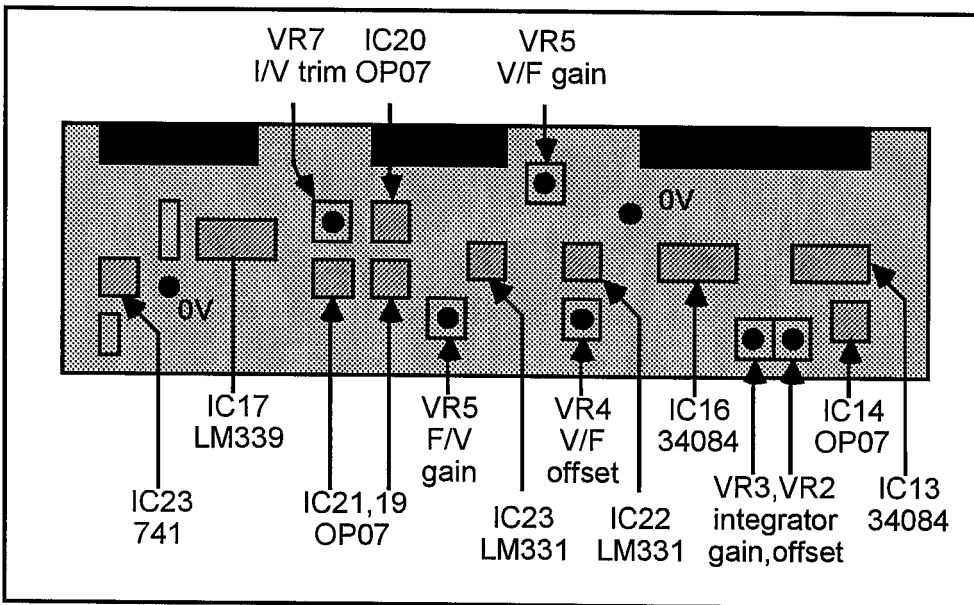 VR7
I/V trim
IC20
OP07
VR5
V/F gain
0V
0V
IC17
LM339
VR5
F/V
gain
VR4
V/F
offset
IC16
34084
IC14
OP07
IC23
741
IC21,19
OP07
IC23
LM331
IC22
LM331
VR3,VR2
integrator
gain,offset
IC13
34084